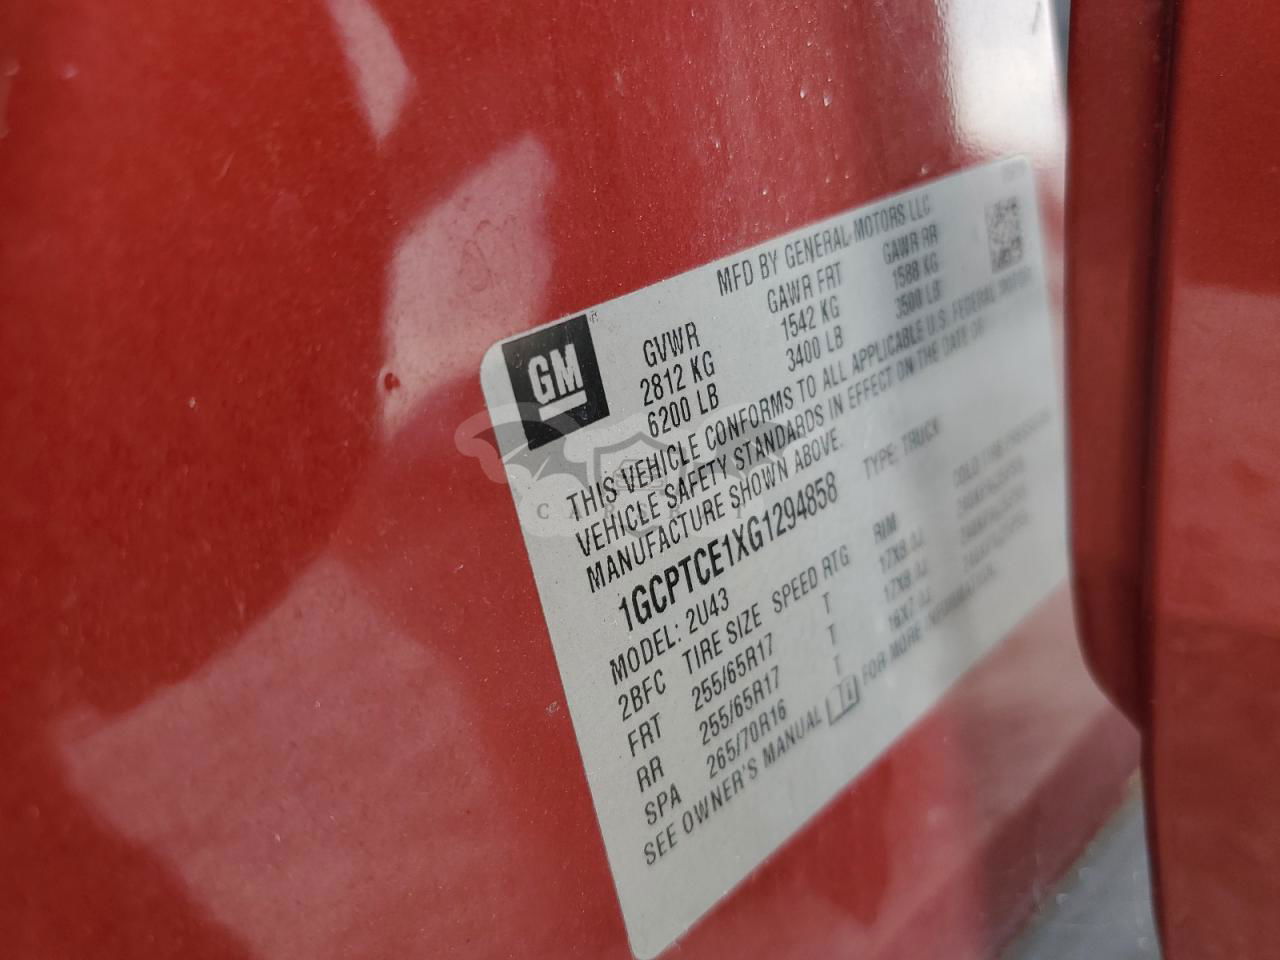 MFD BY GENERAL MOTORS LLC
GM
GVWR GAWR FRT GAWR RR
2812 KG 1542 KG 1588 KG
6200 LB 3400 LB 3500 LB
THIS VEHICLE CONFORMS TO ALL APPLICABLE U.S. FEDERAL MOTOR
VEHICLE SAFETY STANDARDS IN EFFECT ON THE DATE OF
MANUFACTURE SHOWN ABOVE.
1GCPTCE1XG1294858 TYPE: TRUCK
MODEL: 2U43
2BFC TIRE SIZE SPEED RTG RIM
FRT 255/65R17 T 17X8.0J
RR 255/65R17 T 17X8.0J
SPA 265/70R16 T 16X7.0J
SEE OWNER'S MANUAL FOR MORE INFORMATION.